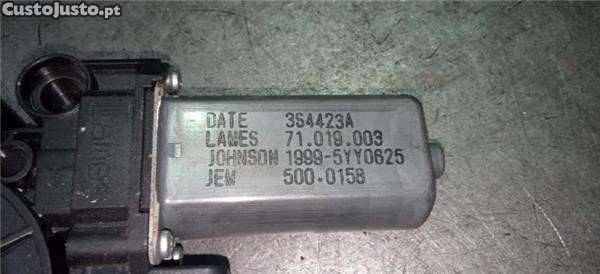 CustoJusto.pt
DATE 3S4423A
LAMES 71.019.003
JOHNSON 1999-5YY0625
JEM 500.0158